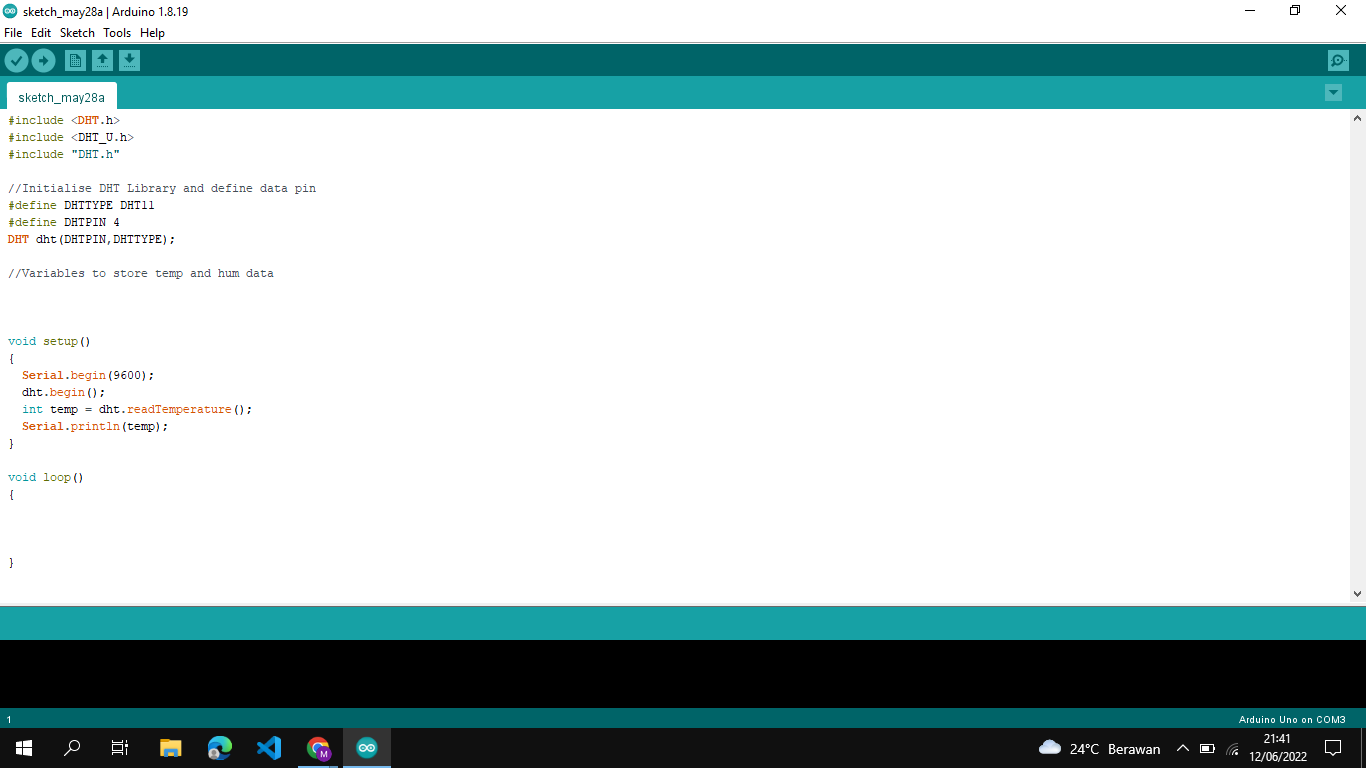 sketch_may28a | Arduino 1.8.19
File Edit Sketch Tools Help
sketch_may28a
#include <DHT.h>
#include <DHT_U.h>
#include "DHT.h"
//Initialise DHT Library and define data pin
#define DHTTYPE DHT11
#define DHTPIN 4
DHT dht(DHTPIN,DHTTYPE);
//Variables to store temp and hum data
void setup()
{
Serial.begin(9600);
dht.begin();
int temp = dht.readTemperature();
Serial.println(temp);
}
void loop()
{
}
1
Arduino Uno on COM3
M
24°C Berawan
21:41
12/06/2022